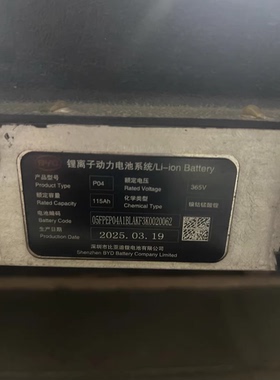 BYD
锂离子动力电池系统/Li-ion Battery
产品型号 Product Type P04 额定电压 Rated Voltage 365V
额定容量 Rated Capacity 115Ah 化学类型 Chemical Type
电池编码 Battery Code 05FPEP04A1BLAKF3K0020062
生产日期 Production Date 2025.03.19
深圳市比亚迪锂电池有限公司
Shenzhen BYD Battery Company Limited